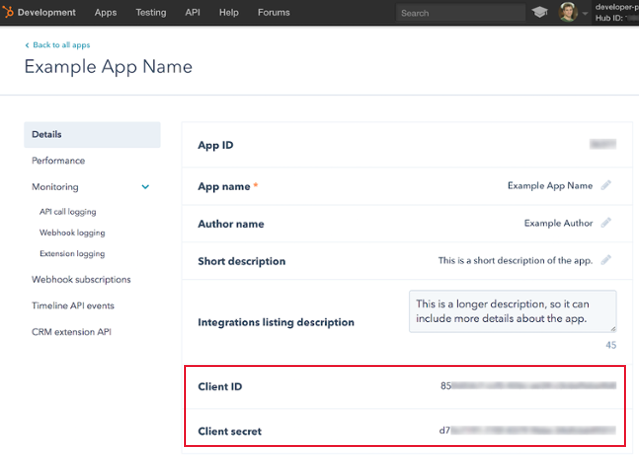 Development
Apps
Testing
API
Help
Forums
Search
developer-p
Hub ID:
Back to all apps
Example App Name
Details
Performance
Monitoring
API call logging
Webhook logging
Extension logging
Webhook subscriptions
Timeline API events
CRM extension API
App ID
App name *
Example App Name
Author name
Example Author
Short description
This is a short description of the app.
Integrations listing description
This is a longer description, so it can
include more details about the app.
45
Client ID
85
Client secret
d7